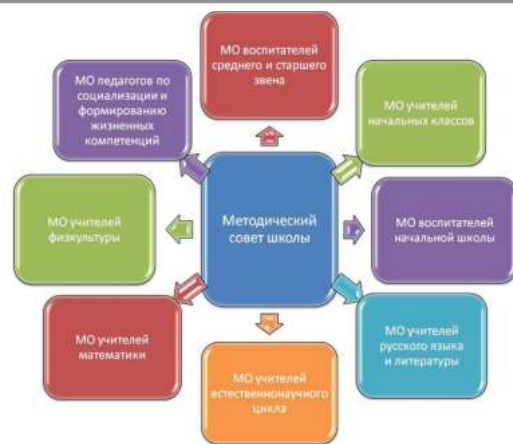 МО воспитателей
среднего и старшего
звена
МО педагогов по
социализации и
формированию
жизненных
компетенций
МО учителей
начальных классов
МО учителей
физкультуры
Методический
совет школы
МО воспитателей
начальной школы
МО учителей
математики
МО учителей
естественнонаучного
цикла
МО учителей
русского языка
и литературы